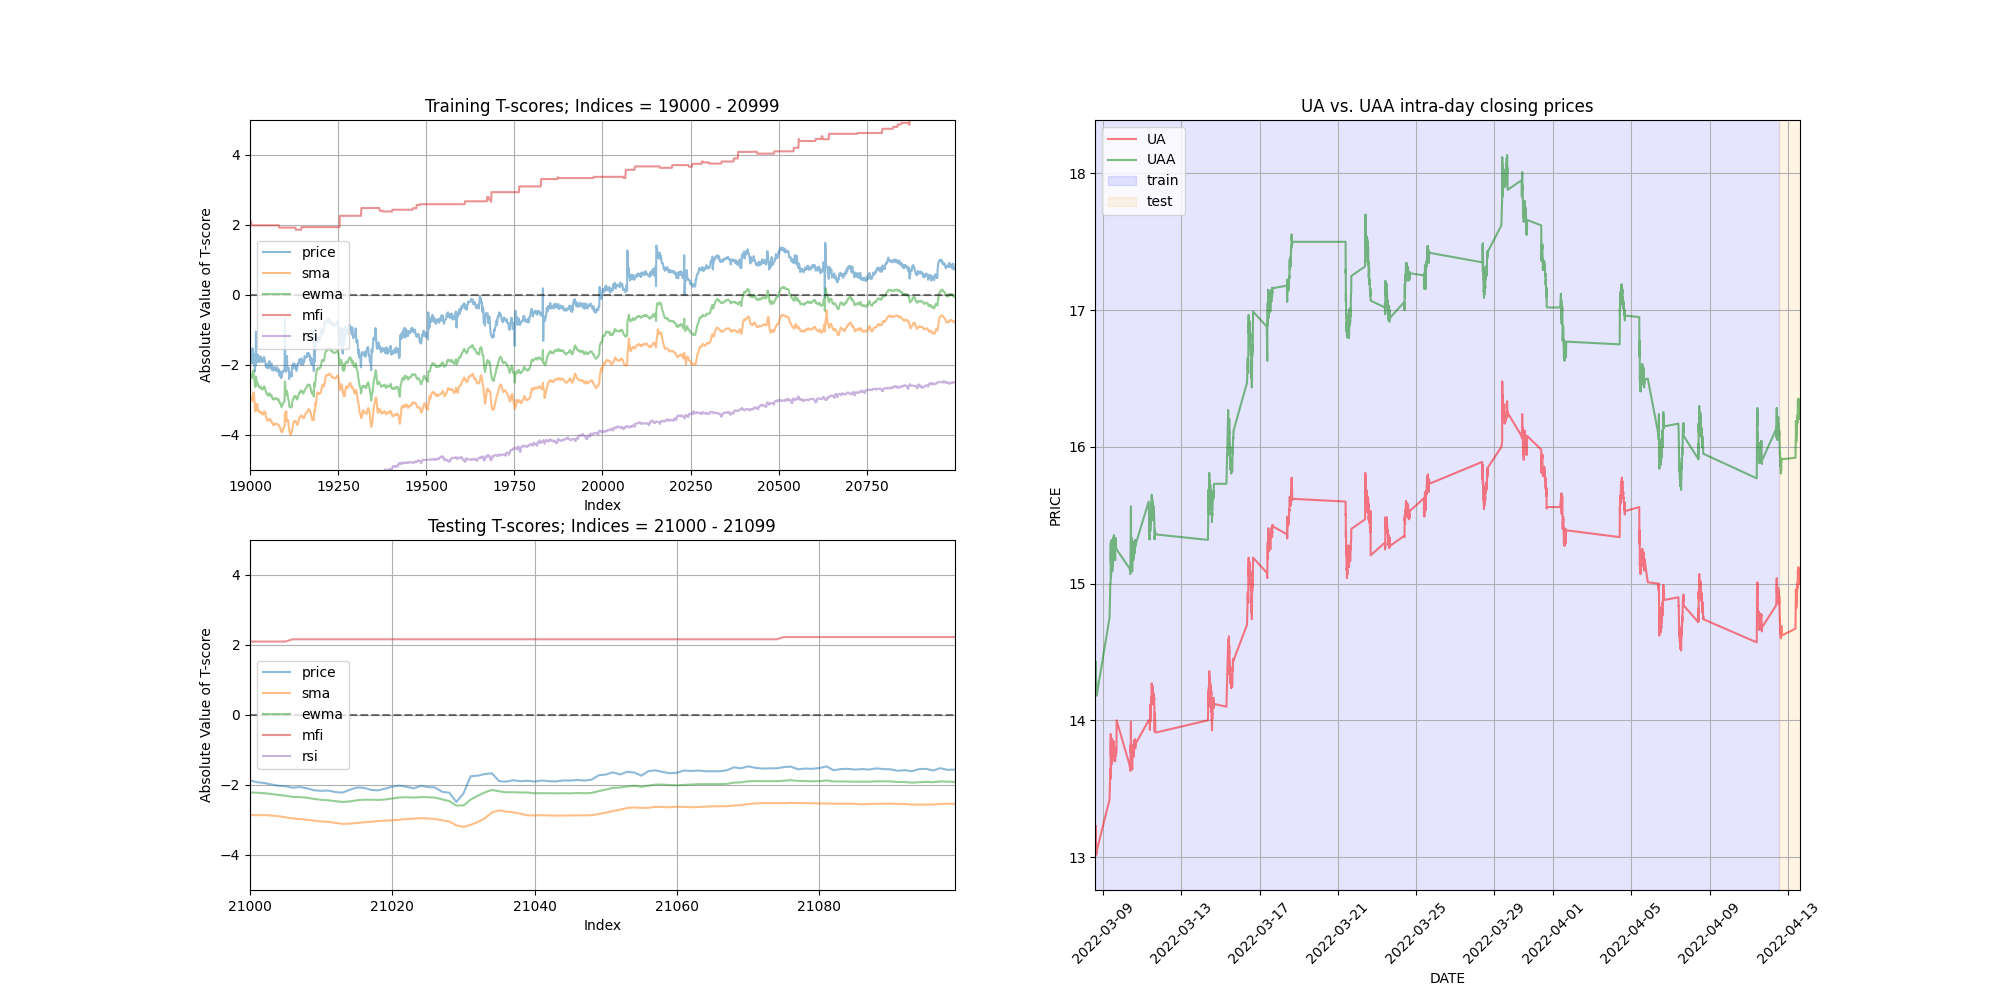 Training T-scores; Indices = 19000 - 20999
Absolute Value of T-score
4
2
0
−2
−4
price
sma
ewma
mfi
rsi
19000 19250 19500 19750 20000 20250 20500 20750
Index
Testing T-scores; Indices = 21000 - 21099
Absolute Value of T-score
4
2
0
−2
−4
price
sma
ewma
mfi
rsi
21000 21020 21040 21060 21080
Index
UA vs. UAA intra-day closing prices
UA
UAA
train
test
PRICE
18
17
16
15
14
13
2022-03-09 2022-03-13 2022-03-17 2022-03-21 2022-03-25 2022-03-29 2022-04-01 2022-04-05 2022-04-09 2022-04-13
DATE